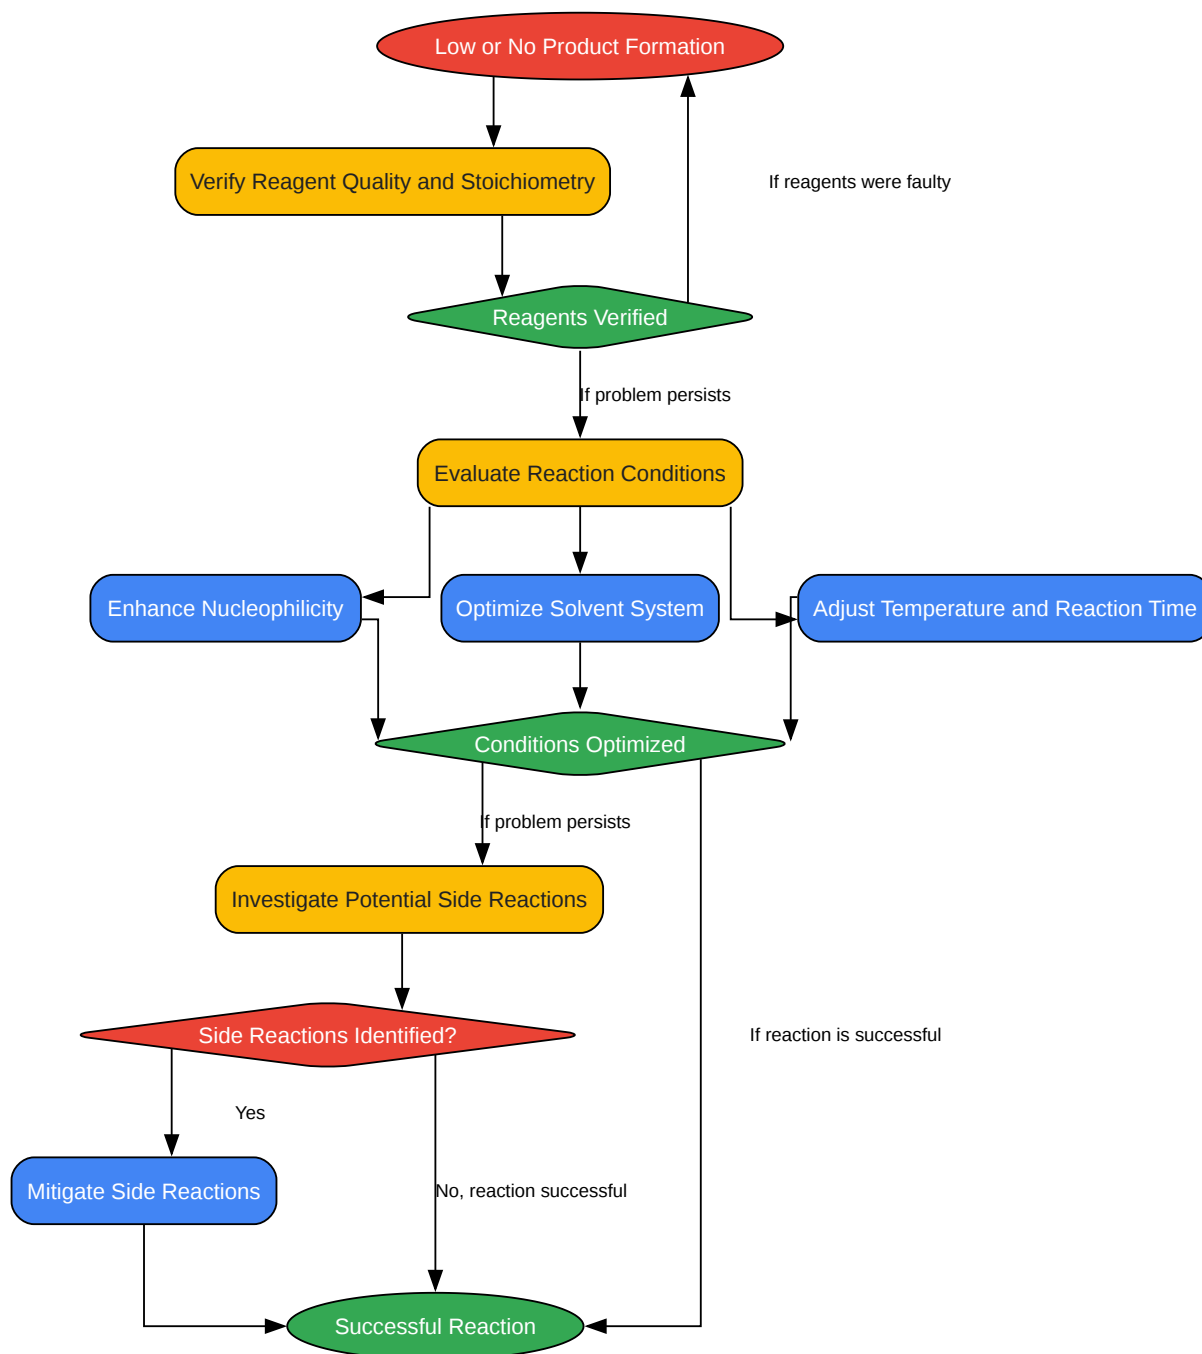 Low or No Product Formation
Verify Reagent Quality and Stoichiometry
If reagents were faulty
Reagents Verified
If problem persists
Evaluate Reaction Conditions
Enhance Nucleophilicity
Optimize Solvent System
Adjust Temperature and Reaction Time
Conditions Optimized
If problem persists
Investigate Potential Side Reactions
Side Reactions Identified?
If reaction is successful
Yes
Mitigate Side Reactions
No, reaction successful
Successful Reaction